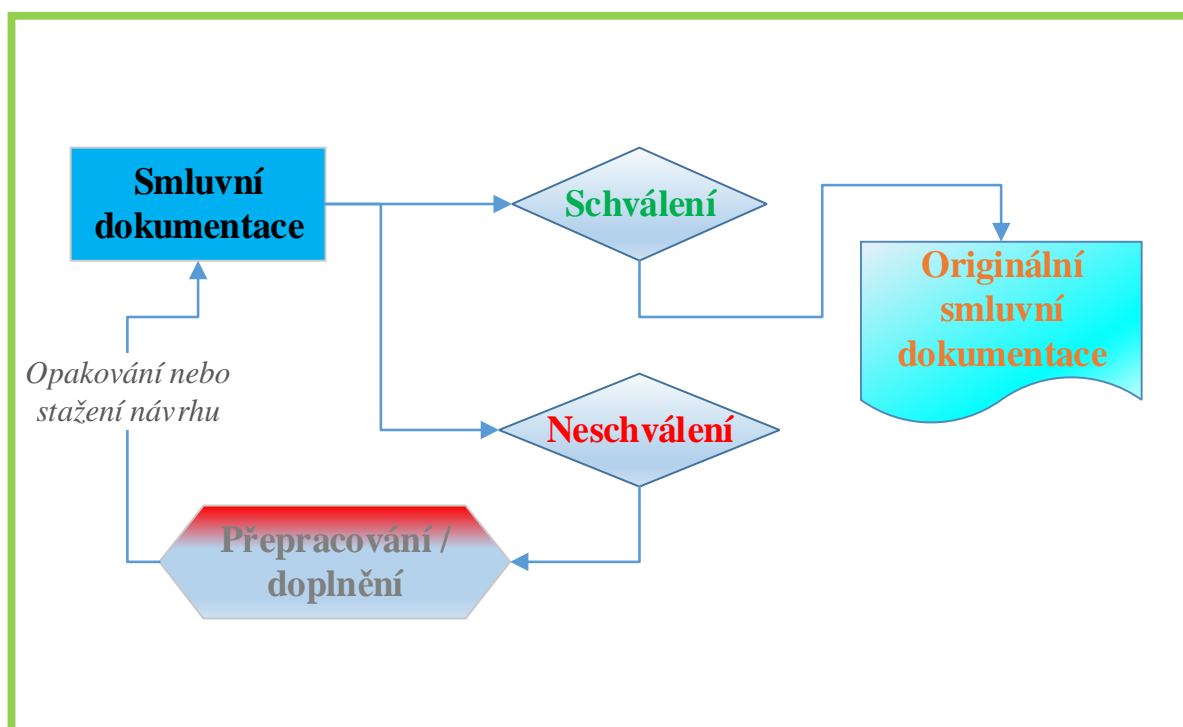 Smluvní
dokumentace
Schválení
Originální
smluvní
dokumentace
Opakování nebo
stažení návrhu
Neschválení
Přepracování /
doplnění